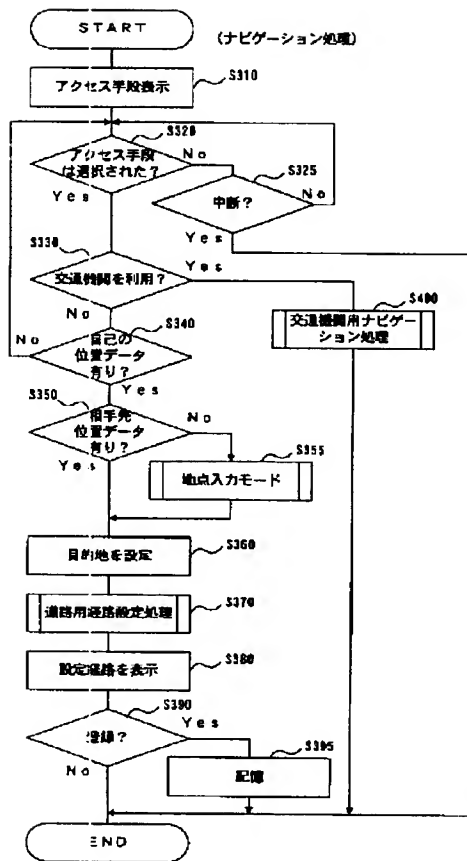 START
(ナビゲーション処理)
アクセス手段表示
S310
S320
アクセス手段
は選択された?
No
Yes
S325
中断?
No
Yes
S330
交通機関を利用?
Yes
No
S400
交通機関用ナビゲ
ーション処理
S340
自己の
位置データ
有り?
No
Yes
S350
相手先
位置データ
有り?
No
Yes
S355
地点入力モード
S360
目的地を設定
S370
道路用経路設定処理
S380
設定経路を表示
S390
登録?
Yes
No
S395
記憶
END